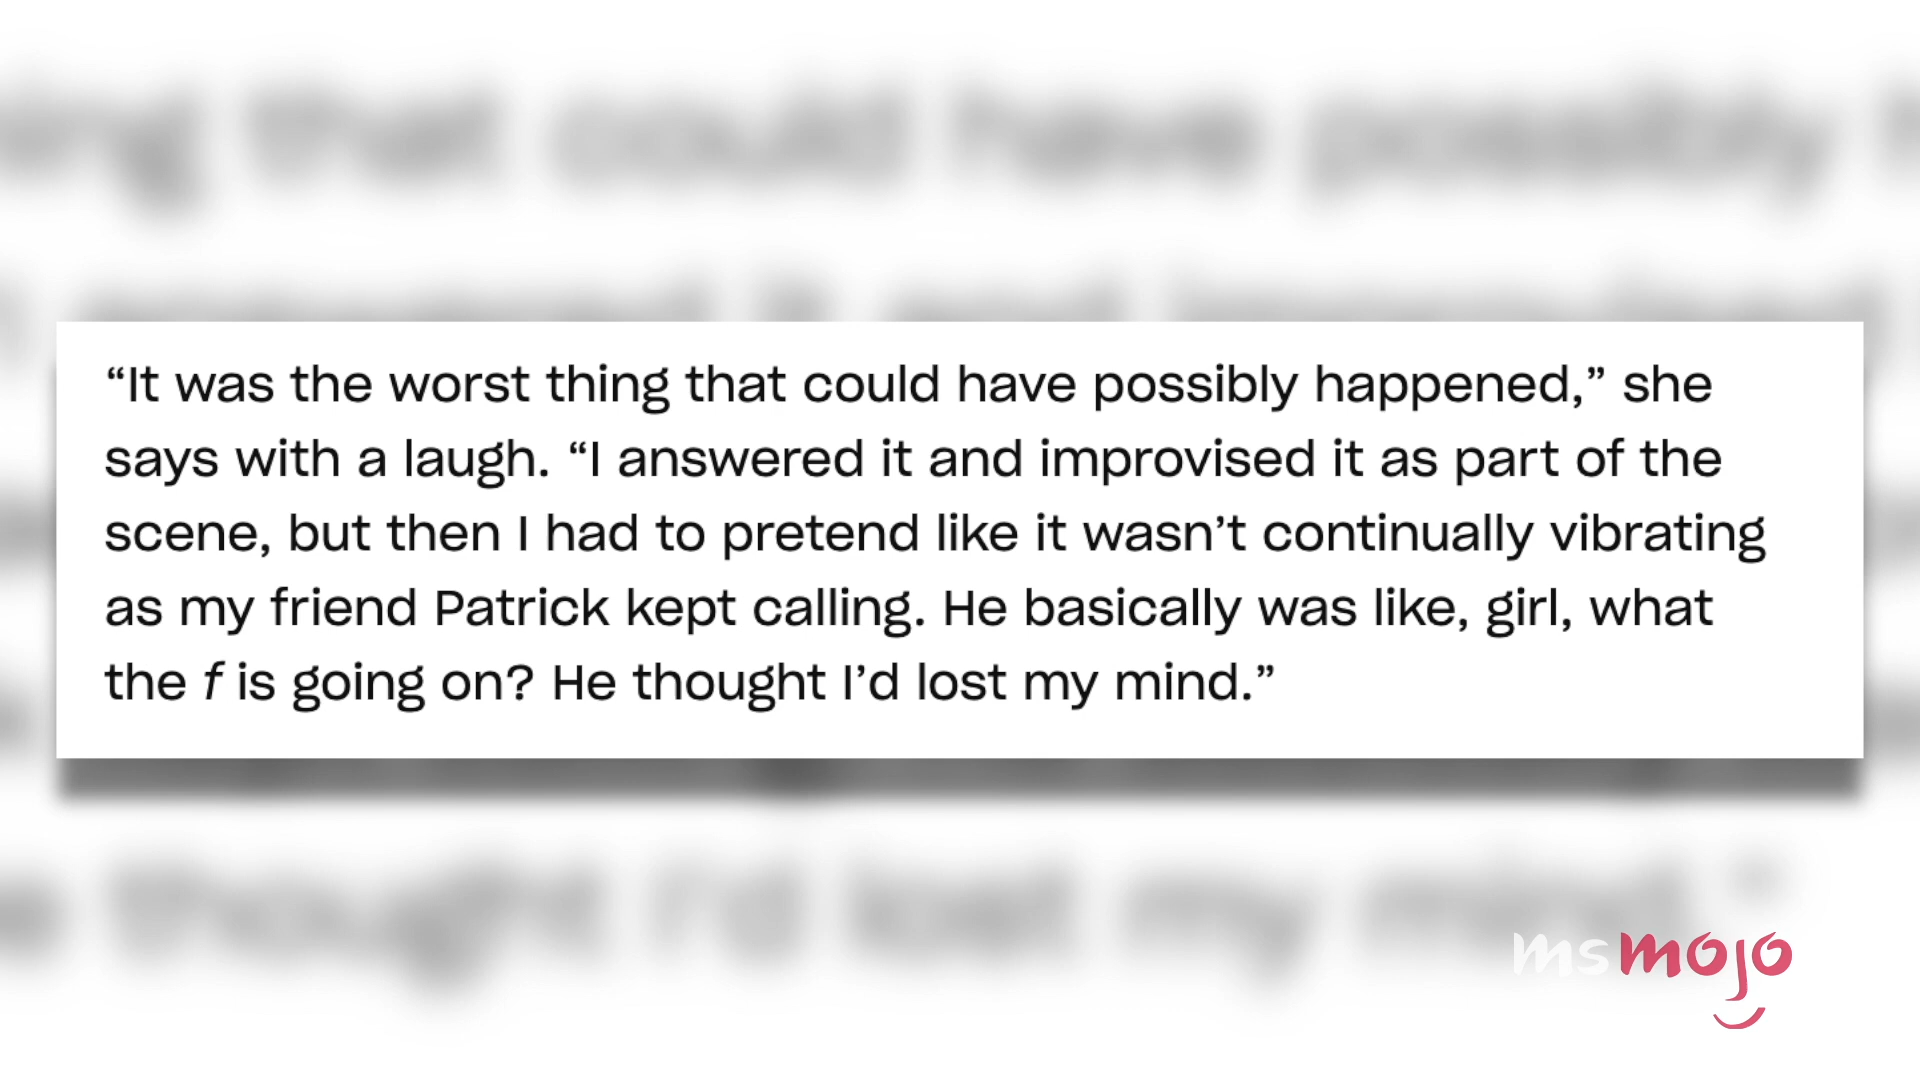 “It was the worst thing that could have possibly happened,” she
says with a laugh. “I answered it and improvised it as part of the
scene, but then I had to pretend like it wasn’t continually vibrating
as my friend Patrick kept calling. He basically was like, girl, what
the f is going on? He thought I’d lost my mind.”
msmojo